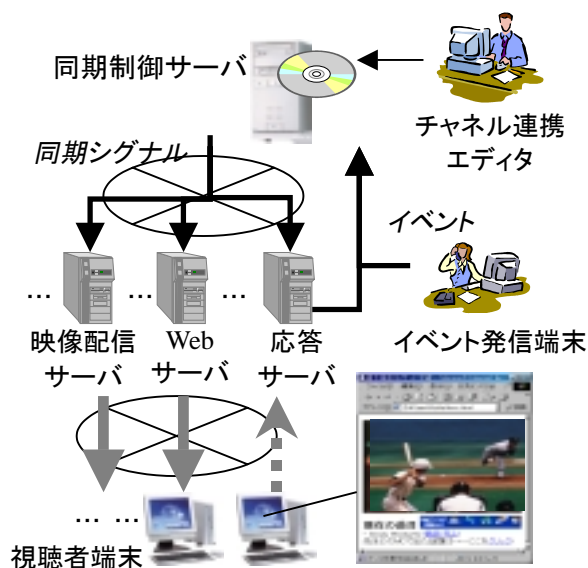 同期制御サーバ
チャネル連携
エディタ
同期シグナル
イベント
... ... ...
映像配信
サーバ
Web
サーバ
応答
サーバ
イベント発信端末
... ...
視聴者端末